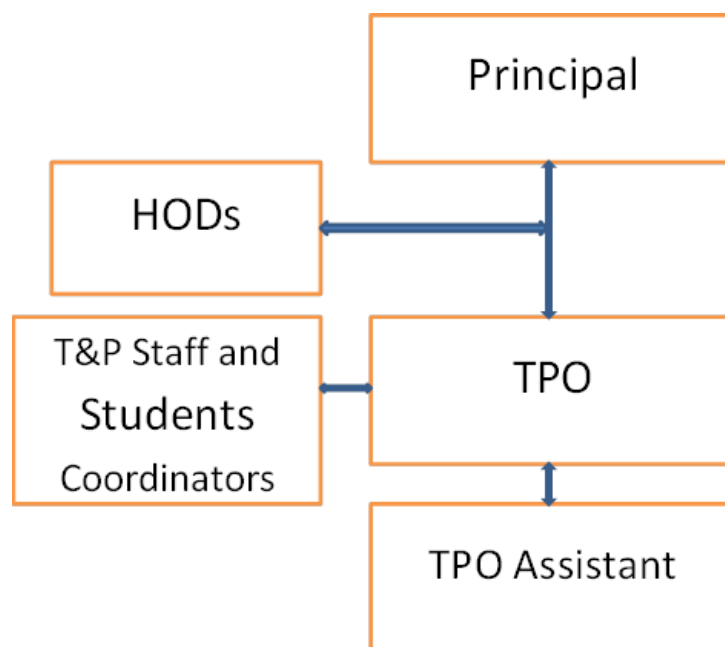 Principal
HODs
T&P Staff and
Students
Coordinators
TPO
TPO Assistant